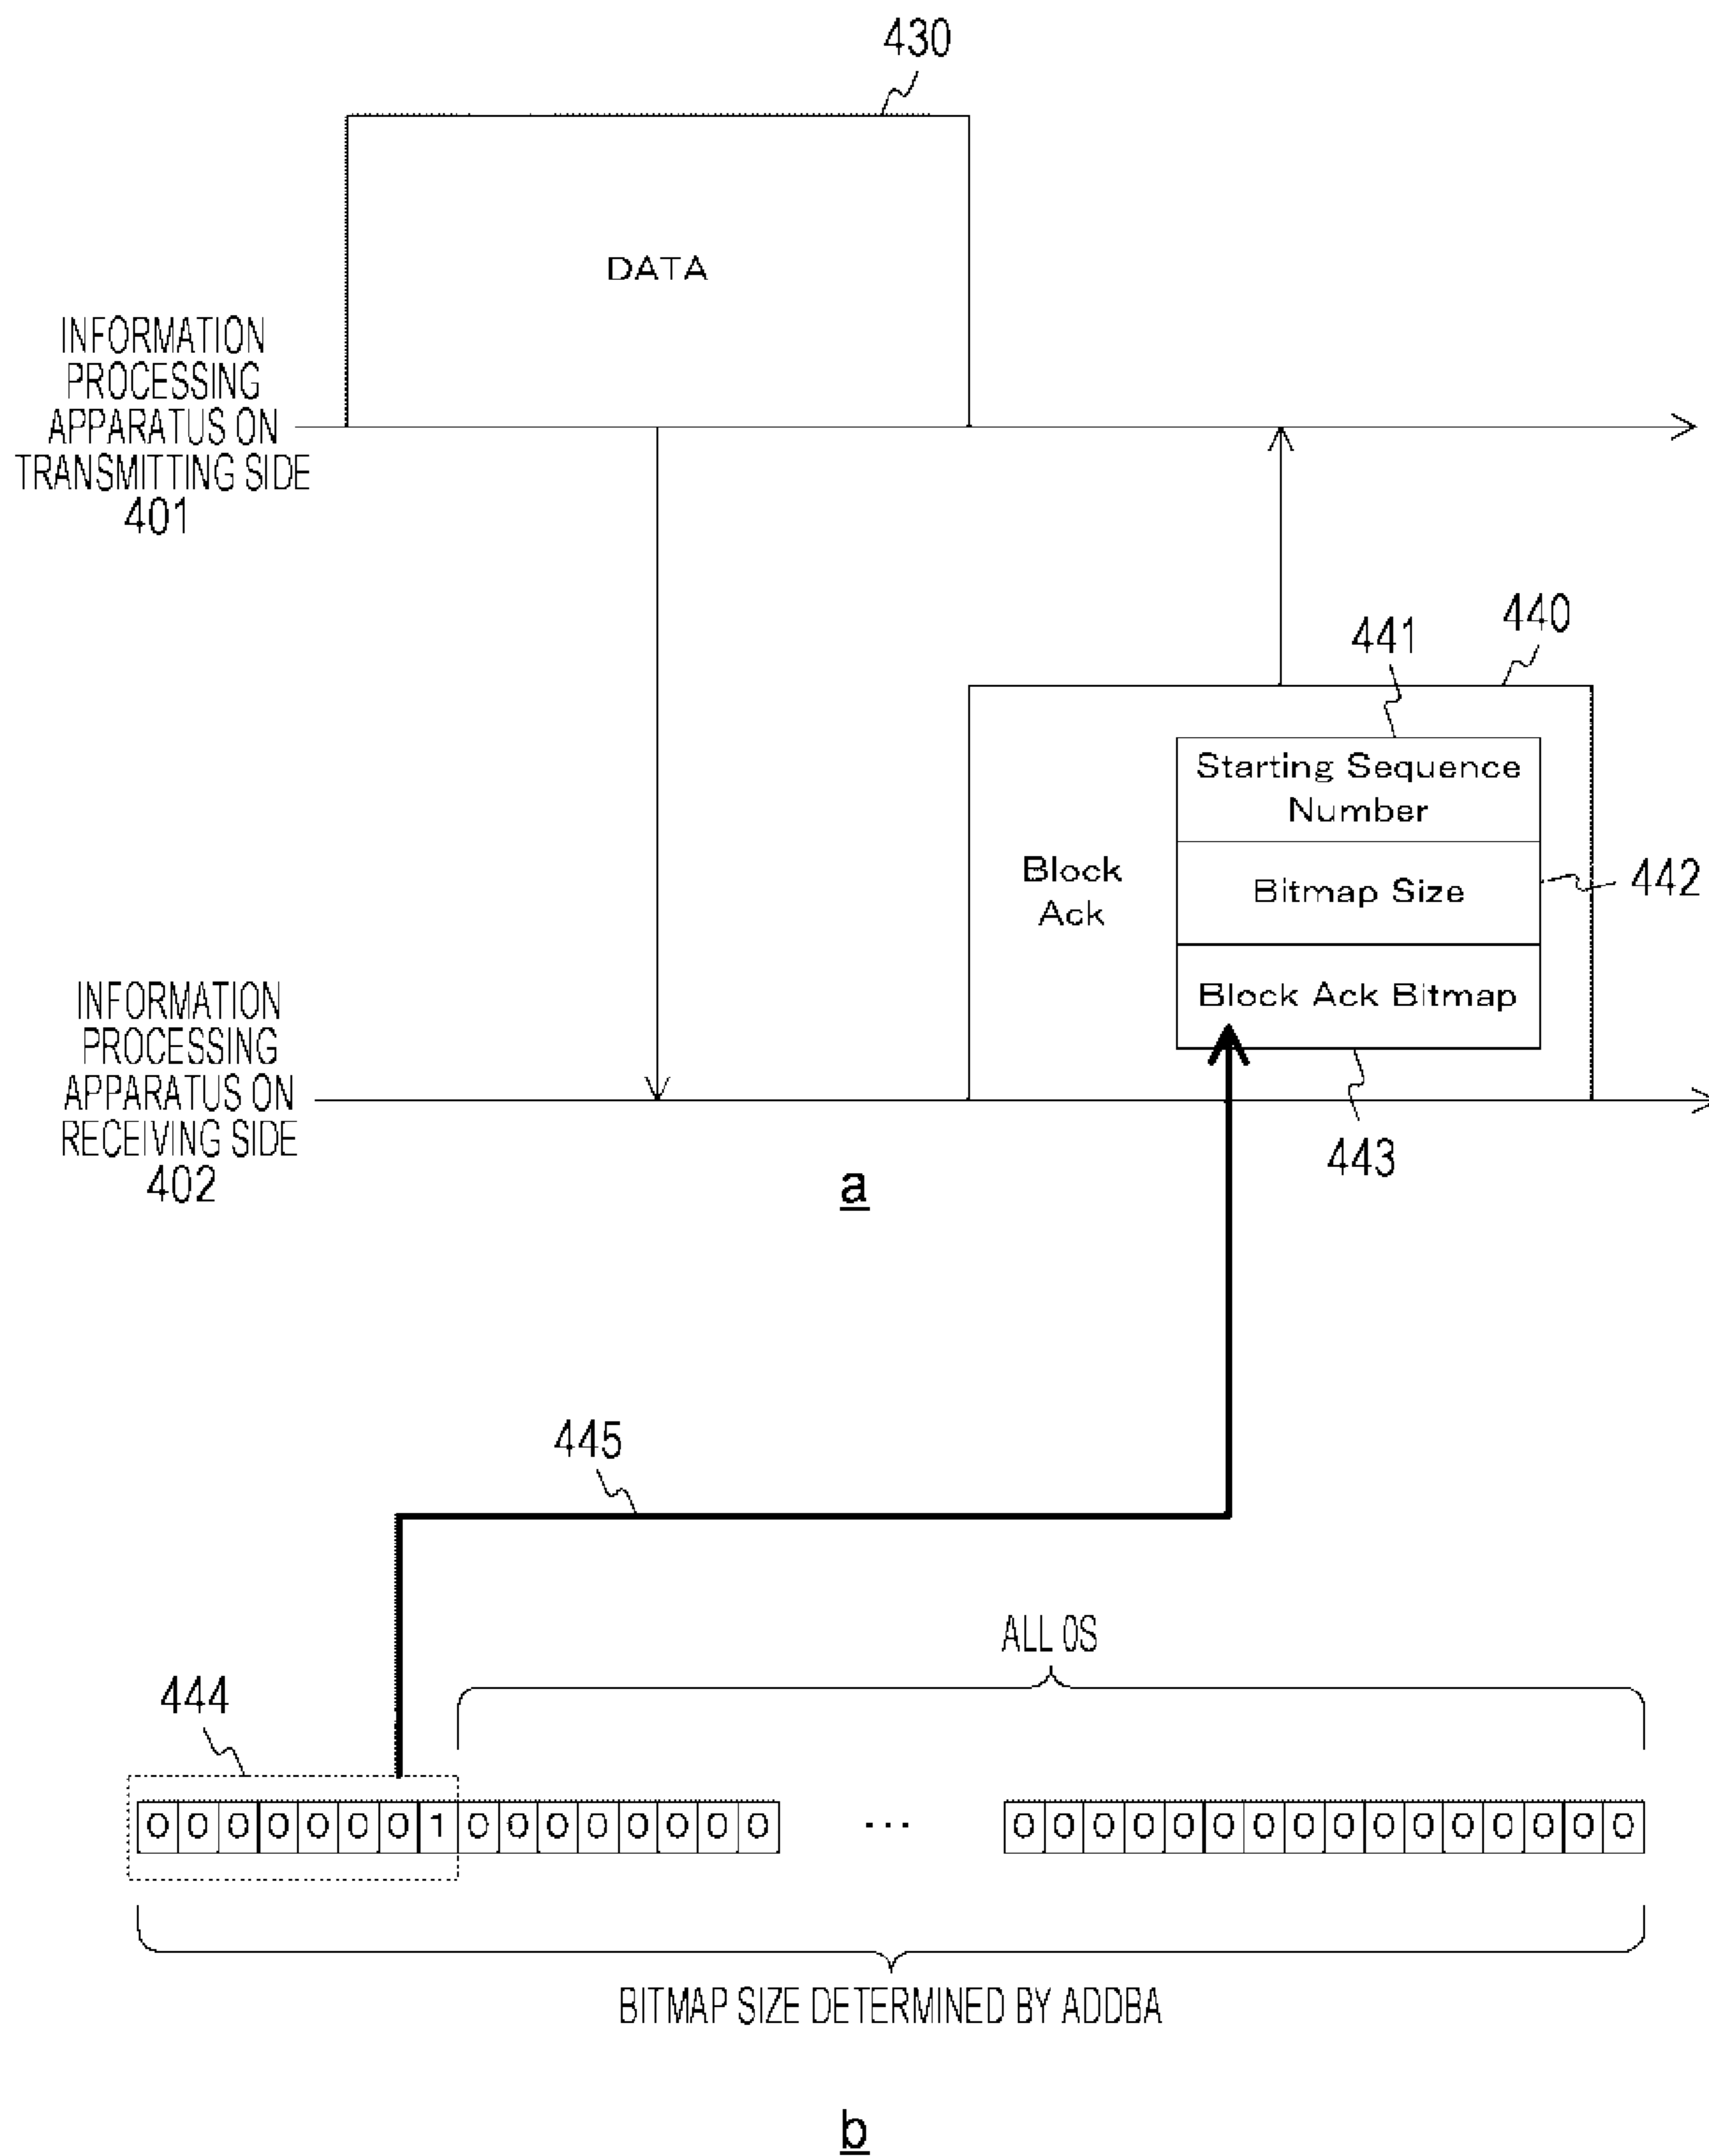 430
DATA
INFORMATION
PROCESSING
APPARATUS ON
TRANSMITTING SIDE
401
440
441
Starting Sequence
Number
Block
Ack
Bitmap Size
442
Block Ack Bitmap
INFORMATION
PROCESSING
APPARATUS ON
RECEIVING SIDE
402
443
a
445
ALL 0S
444
0 0 0 0 0 0 0 1 0 0 0 0 0 0 0 0 ... 0 0 0 0 0 0 0 0 0 0 0 0 0 0 0 0
BITMAP SIZE DETERMINED BY ADDBA
b